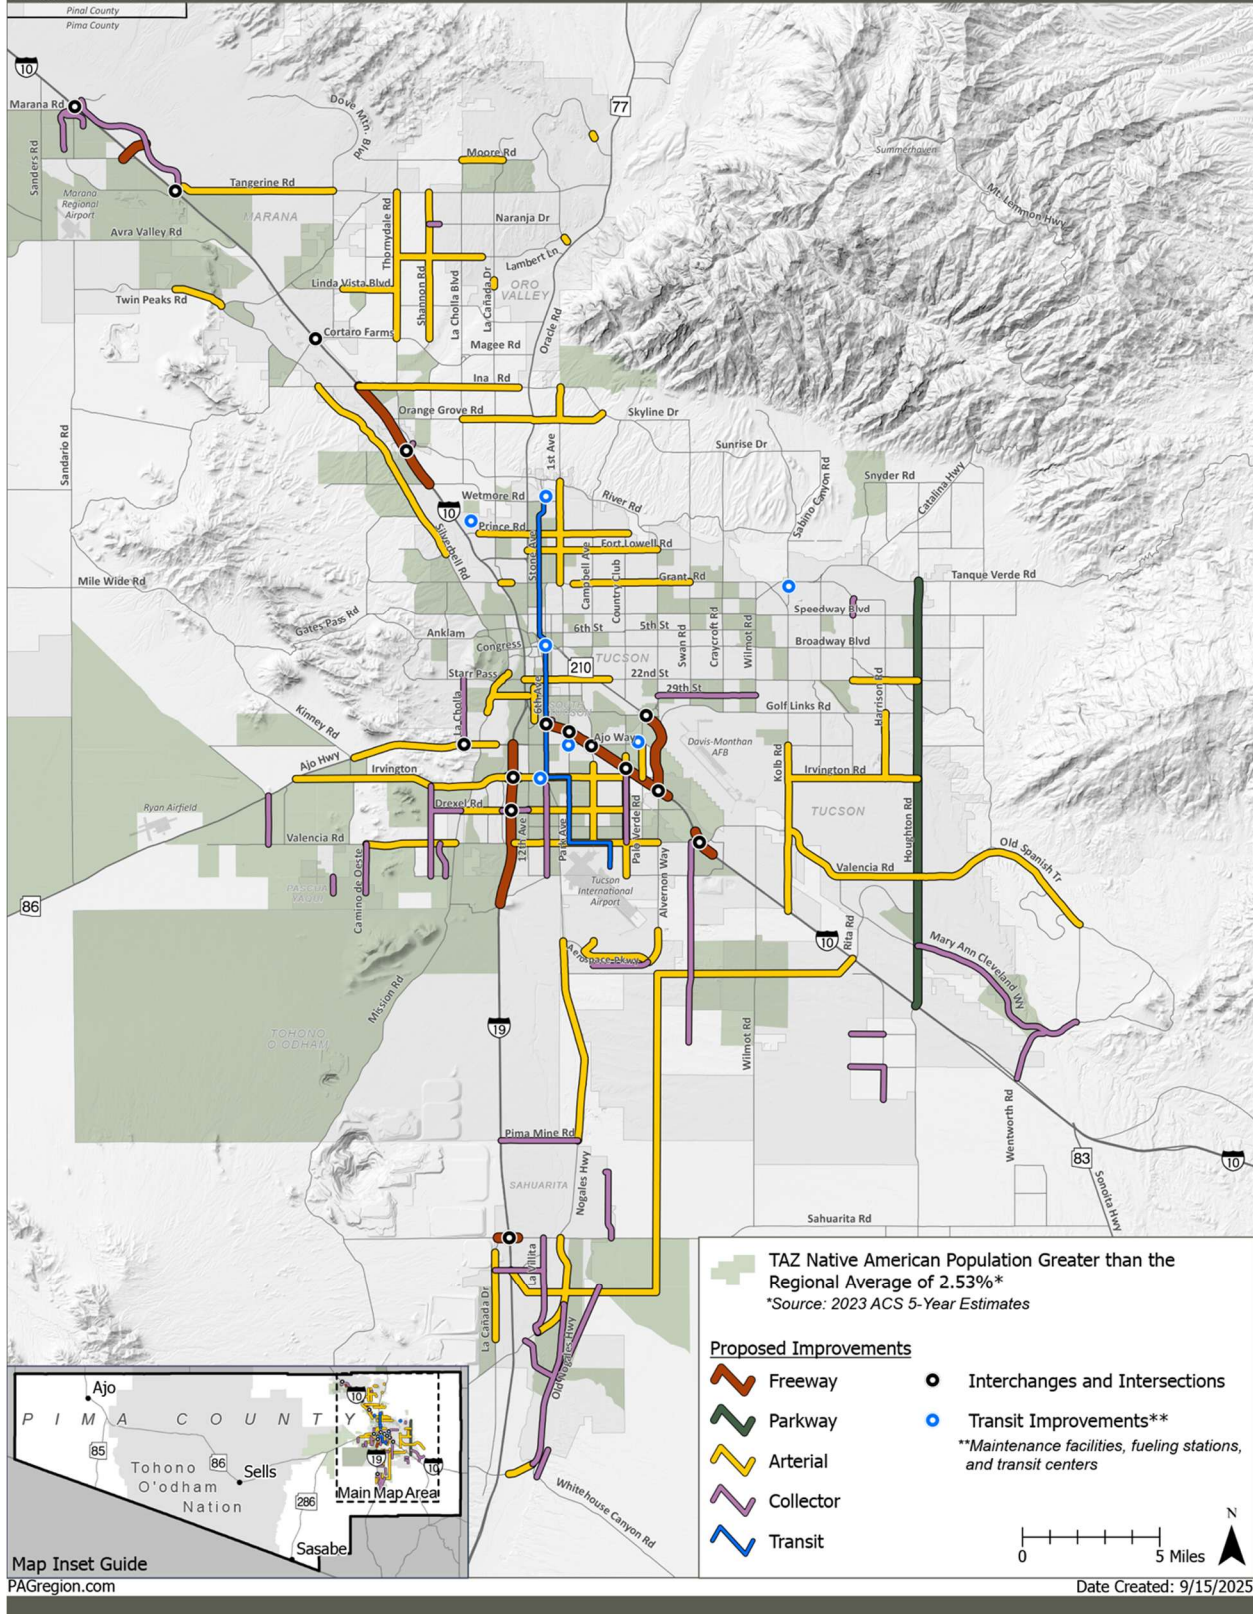 Pinal County
Pima County
10
77
Marana Rd
Dove Mtn. Blvd
Moore Rd
Summerhaven
Sanders Rd
Tangerine Rd
Mt. Lemmon Hwy
Marana
Regional
Airport
MARANA
Thornydale Rd
Naranja Dr
Avra Valley Rd
Lambert Ln
Linda Vista Blvd
Shannon Rd
La Cholla Blvd
La Cañada Dr
ORO
VALLEY
Twin Peaks Rd
Cortaro Farms
Magee Rd
Oracle Rd
Ina Rd
Orange Grove Rd
Skyline Dr
Sandario Rd
1st Ave
Sunrise Dr
Sabino Canyon Rd
Snyder Rd
Catalina Hwy
Wetmore Rd
River Rd
10
Prince Rd
Silverbell Rd
Stone Ave
Fort Lowell Rd
Campbell Ave
Country Club
Mile Wide Rd
Grant Rd
Tanque Verde Rd
Gates Pass Rd
Speedway Blvd
Anklam
6th St
5th St
Swan Rd
Craycroft Rd
Wilmot Rd
Broadway Blvd
Congress
210
TUCSON
Starr Pass
22nd St
29th St
Harrison Rd
La Cholla
6th Ave
Golf Links Rd
Kinney Rd
Ajo Way
Davis-Monthan
AFB
Ajo Hwy
Irvington
Kolb Rd
Irvington Rd
Ryan Airfield
Drexel Rd
TUCSON
Houghton Rd
Valencia Rd
12th Ave
Park Ave
Palo Verde Rd
Old Spanish Tr
Valencia Rd
PASCUA
YAQUI
Camino de Oeste
Tucson
International
Airport
Alvernon Way
86
10
Rita Rd
Mary Ann Cleveland Wy
Aerospace Pkwy
Mission Rd
TOHONO
O'ODHAM
19
Wilmot Rd
Pima Mine Rd
Wentworth Rd
83
10
SAHUARITA
Nogales Hwy
Sonoita Hwy
Sahuarita Rd
La Villita
La Cañada Dr
Old Nogales Hwy
Whitehouse Canyon Rd
TAZ Native American Population Greater than the
Regional Average of 2.53%*
*Source: 2023 ACS 5-Year Estimates
Proposed Improvements
Freeway
Parkway
Arterial
Collector
Transit
Interchanges and Intersections
Transit Improvements**
**Maintenance facilities, fueling stations,
and transit centers
N
0 5 Miles
Ajo
PIMA COUNTY
10
85
86
Tohono
O'odham
Nation
Sells
19
10
286
Main Map Area
Sasabe
Map Inset Guide
PAGregion.com
Date Created: 9/15/2025